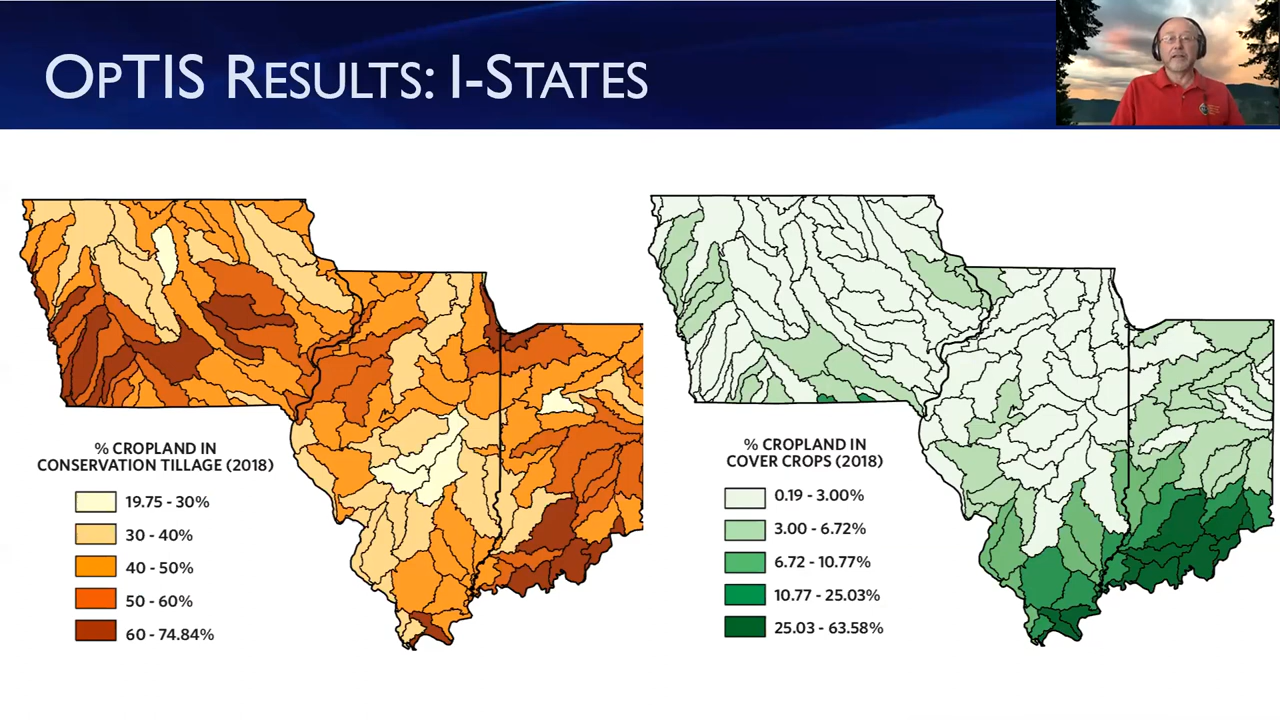 OPTIS RESULTS: I-STATES
% CROPLAND IN
CONSERVATION TILLAGE (2018)
19.75 - 30%
30 - 40%
40 - 50%
50 - 60%
60 - 74.84%
% CROPLAND IN
COVER CROPS (2018)
0.19 - 3.00%
3.00 - 6.72%
6.72 - 10.77%
10.77 - 25.03%
25.03 - 63.58%